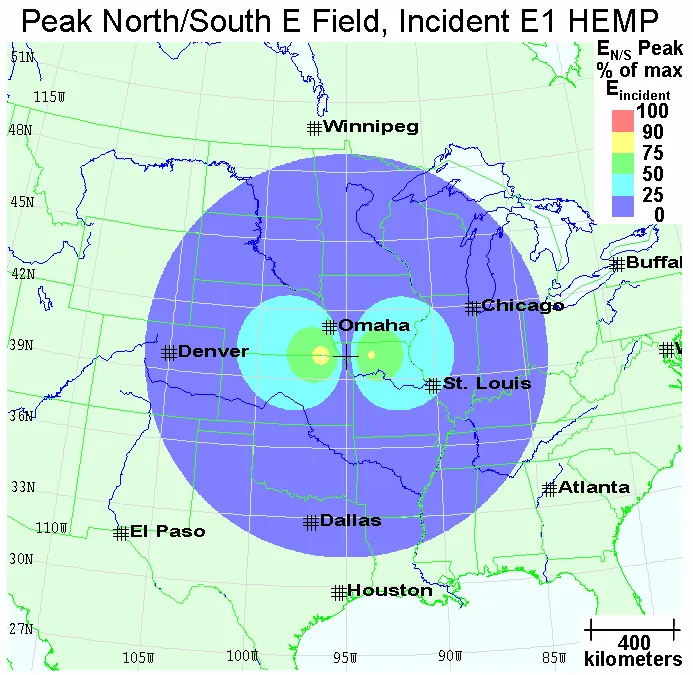 Peak North/South E Field, Incident E1 HEMP
E N/S Peak
% of max
E incident
100
90
75
50
25
0
51N
115W
48N
Winnipeg
45N
42N
Buffal
Chicago
Omaha
39N
Denver
St. Louis
36N
33N
Atlanta
110W
El Paso
Dallas
30N
Houston
27N
105W
100W
95W
90W
85W
400
kilometers